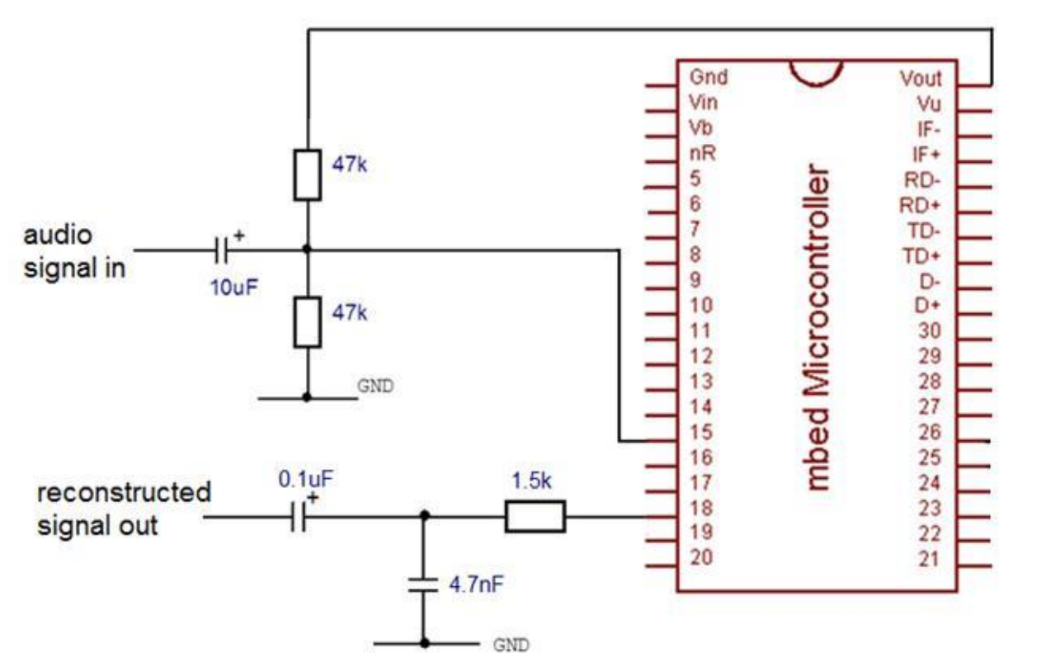 47k
audio
signal in
+
10uF
47k
GND
reconstructed
signal out
0.1uF
+
1.5k
4.7nF
GND
mbed Microcontroller
Gnd
Vin
Vb
nR
5
6
7
8
9
10
11
12
13
14
15
16
17
18
19
20
Vout
Vu
IF-
IF+
RD-
RD+
TD-
TD+
D-
D+
30
29
28
27
26
25
24
23
22
21